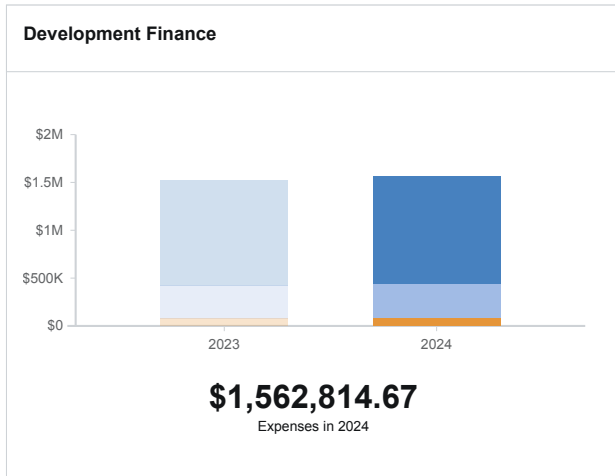 Development Finance
$2M
$1.5M
$1M
$500K
$0
2023 2024
$1,562,814.67
Expenses in 2024